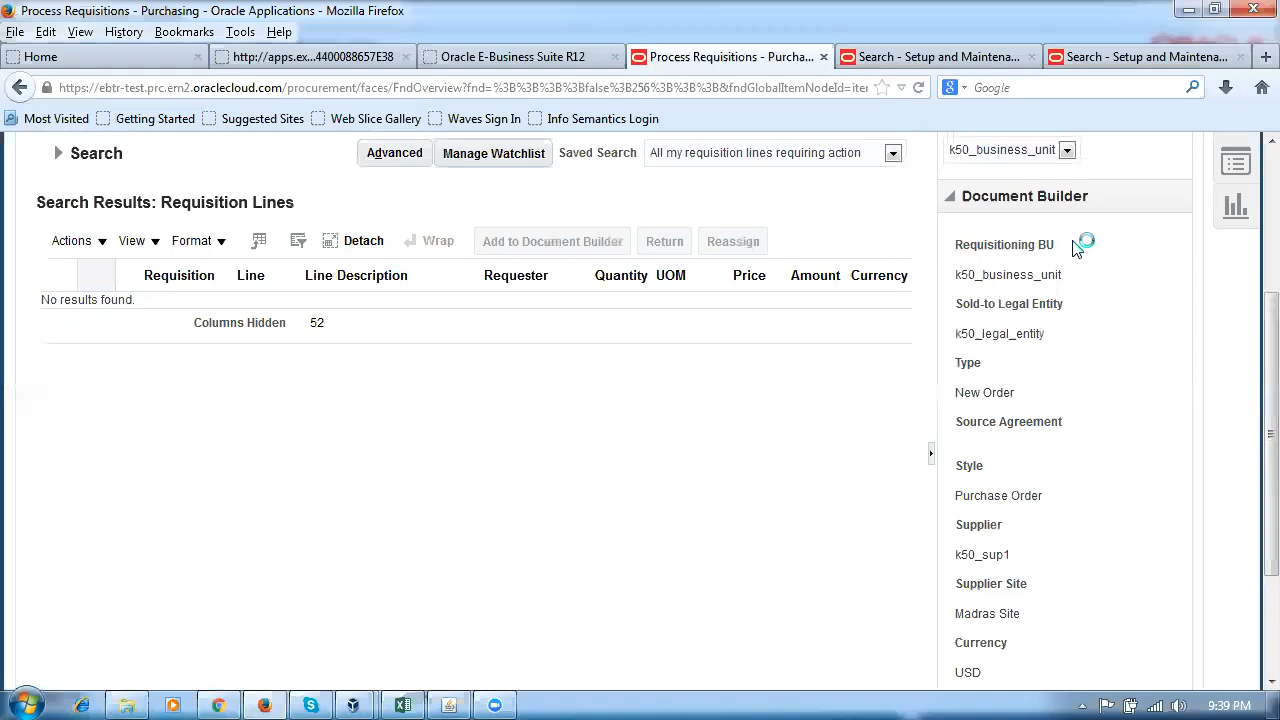 Process Requisitions - Purchasing - Oracle Applications - Mozilla Firefox
File Edit View History Bookmarks Tools Help
Home
http://apps.ex...4400088657E38
Oracle E-Business Suite R12
Process Requisitions - Purcha...
Search - Setup and Maintena...
Search - Setup and Maintena...
https://ebtr-test.prc.em2.oraclecloud.com/procurement/faces/FndOverview?fnd=%3B%3B%3B%3Bfalse%3B256%3B%3B%3B&fndGlobalItemNodeId=iter
Google
Most Visited Getting Started Suggested Sites Web Slice Gallery Waves Sign In Info Semantics Login
Search
Advanced Manage Watchlist Saved Search All my requisition lines requiring action
k50_business_unit
Search Results: Requisition Lines
Actions View Format Detach Wrap Add to Document Builder Return Reassign
Requisition Line Line Description Requester Quantity UOM Price Amount Currency
No results found.
Columns Hidden 52
Document Builder
Requisitioning BU
k50_business_unit
Sold-to Legal Entity
k50_legal_entity
Type
New Order
Source Agreement
Style
Purchase Order
Supplier
k50_sup1
Supplier Site
Madras Site
Currency
USD
9:39 PM